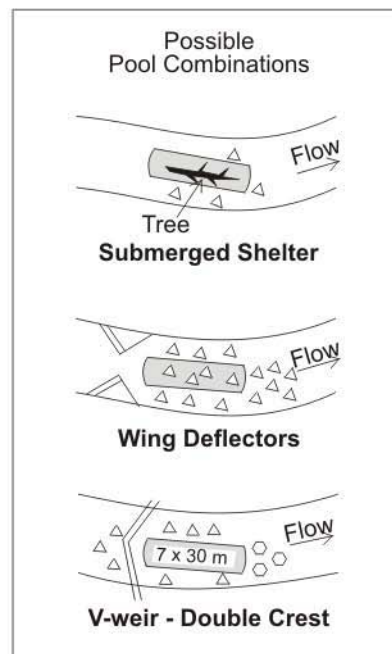 Possible
Pool Combinations
Flow
Tree
Submerged Shelter
Flow
Wing Deflectors
Flow
7 x 30 m
V-weir - Double Crest